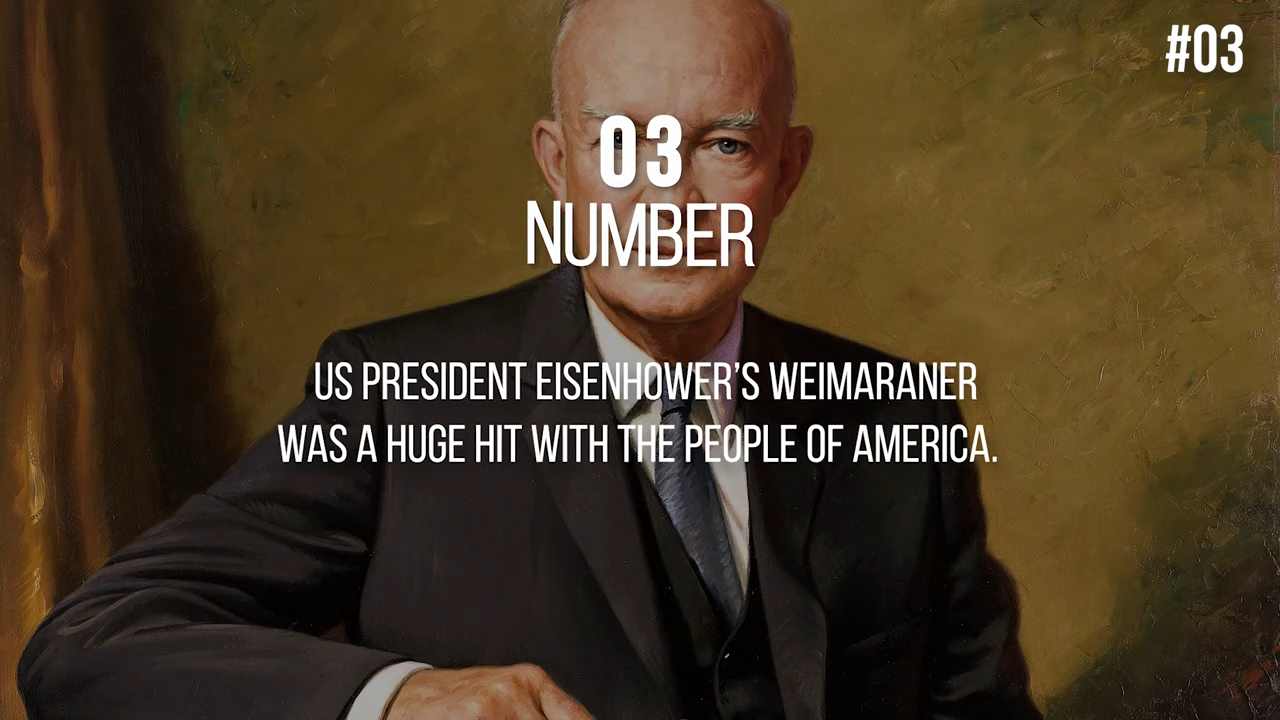 #03
03
NUMBER
US PRESIDENT EISENHOWER’S WEIMARANER
WAS A HUGE HIT WITH THE PEOPLE OF AMERICA.